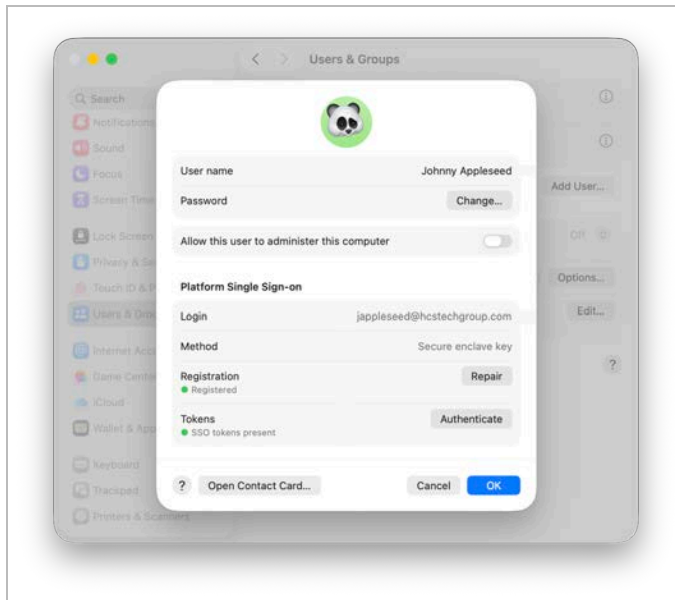 Users & Groups
Search
Notifications
Sound
Focus
Screen Time
Add User...
Lock Screen
Privacy & Se
Off
Touch ID & P
Options...
Users & Grou
Edit...
Internet Acco
Game Center
?
iCloud
Wallet & App
Keyboard
Trackpad
Printers & Scanners
User name
Johnny Appleseed
Password
Change...
Allow this user to administer this computer
Platform Single Sign-on
Login
jappleseed@hcstechgroup.com
Method
Secure enclave key
Registration
Repair
Registered
Tokens
Authenticate
SSO tokens present
?
Open Contact Card...
Cancel
OK